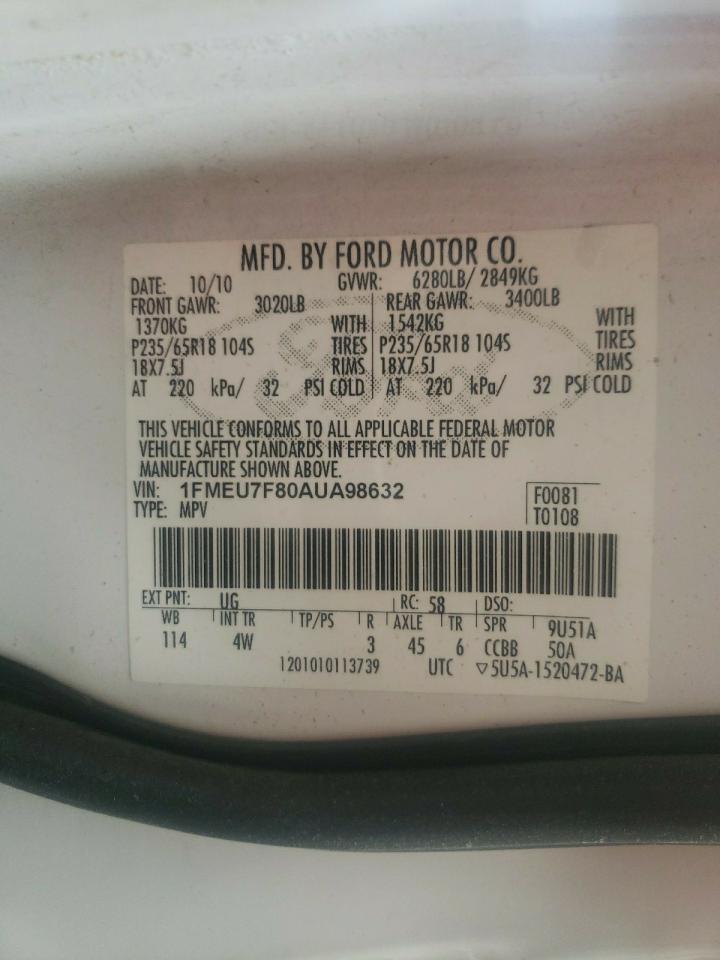 MFD. BY FORD MOTOR CO.
DATE: 10/10 GVWR: 6280LB/ 2849KG
FRONT GAWR: 3020LB REAR GAWR: 3400LB
1370KG WITH 1542KG WITH
P235/65R18 104S TIRES P235/65R18 104S TIRES
18X7.5J RIMS 18X7.5J RIMS
AT 220 kPa/ 32 PSI COLD AT 220 kPa/ 32 PSI COLD
THIS VEHICLE CONFORMS TO ALL APPLICABLE FEDERAL MOTOR
VEHICLE SAFETY STANDARDS IN EFFECT ON THE DATE OF
MANUFACTURE SHOWN ABOVE.
VIN: 1FMEU7F80AUA98632 F0081
TYPE: MPV T0108
EXT PNT: UG RC: 58 DSO:
WB INT TR TP/PS R AXLE TR SPR 9U51A
114 4W 3 45 6 CCBB 50A
1201010113739 UTC ▽5U5A-1520472-BA